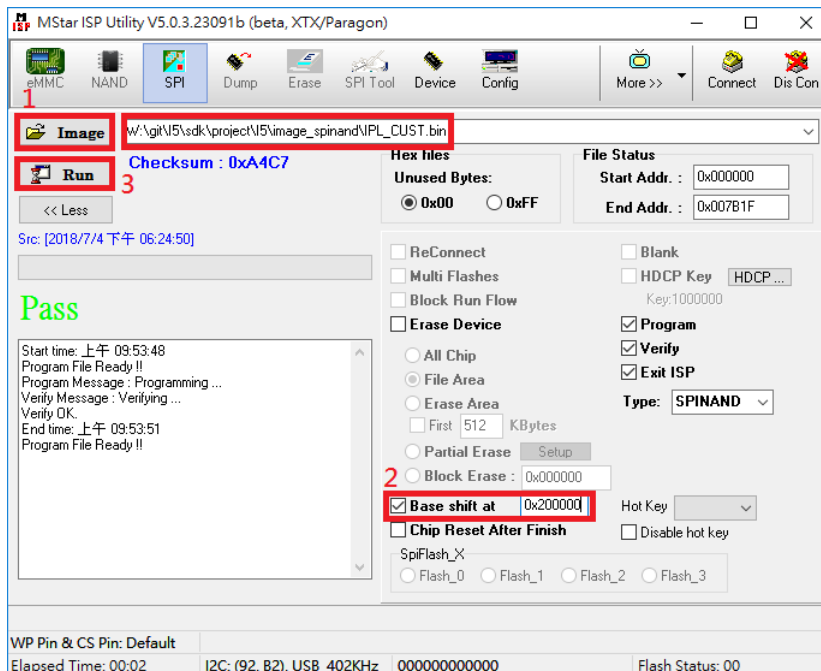 MStar ISP Utility V5.0.3.23091b (beta, XTX/Paragon)
eMMC NAND SPI Dump Erase SPI Tool Device Config More >> Connect Dis Con
1
Image W:\git\I5\sdk\project\I5\image_spinand\IPL_CUST.bin
Run
3
Checksum : 0xA4C7
<< Less
Src: [2018/7/4 下午 06:24:50]
Hex files
Unused Bytes:
0x00 0xFF
File Status
Start Addr. : 0x000000
End Addr. : 0x007B1F
Pass
Start time: 上午 09:53:48
Program File Ready !!
Program Message : Programming ...
Verify Message : Verifying ...
Verify OK.
End time: 上午 09:53:51
Program File Ready !!
ReConnect
Multi Flashes
Block Run Flow
Erase Device
All Chip
File Area
Erase Area
First 512 KBytes
Partial Erase Setup
2
Block Erase : 0x000000
Base shift at 0x200000
Chip Reset After Finish
Blank
HDCP Key HDCP ...
Key:1000000
Program
Verify
Exit ISP
Type: SPINAND
Hot Key
Disable hot key
SpiFlash_X
Flash_0 Flash_1 Flash_2 Flash_3
WP Pin & CS Pin: Default
Elapsed Time: 00:02 I2C: (92, B2), USB 402KHz 000000000000 Flash Status: 00